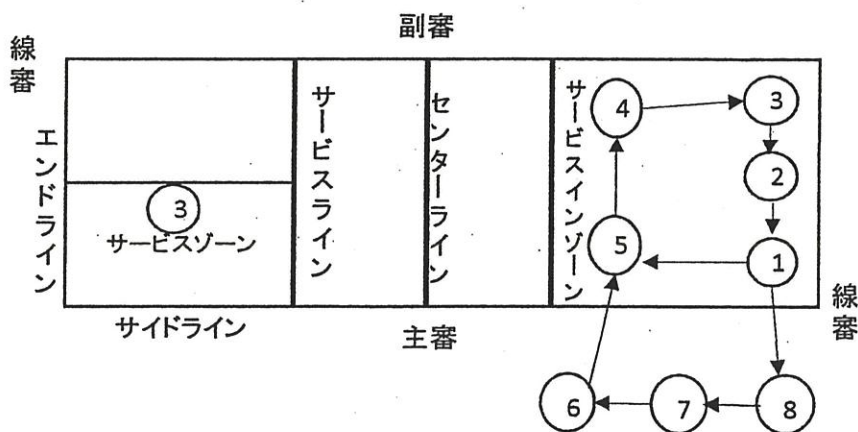 副審
線審
エンドライン
サービスライン
センターライン
サービスインゾーン
4
3
2
3
サービスゾーン
5
1
サイドライン
主審
線審
6
7
8